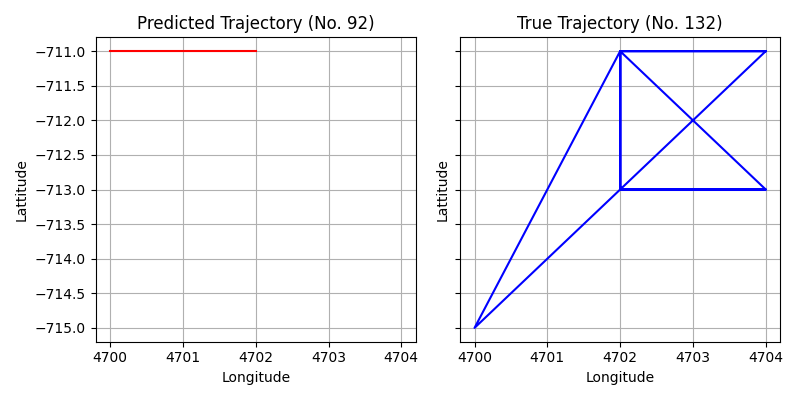 Predicted Trajectory (No. 92)
True Trajectory (No. 132)
Lattitude
−711.0
−711.5
−712.0
−712.5
−713.0
−713.5
−714.0
−714.5
−715.0
4700 4701 4702 4703 4704
Longitude
Lattitude
4700 4701 4702 4703 4704
Longitude